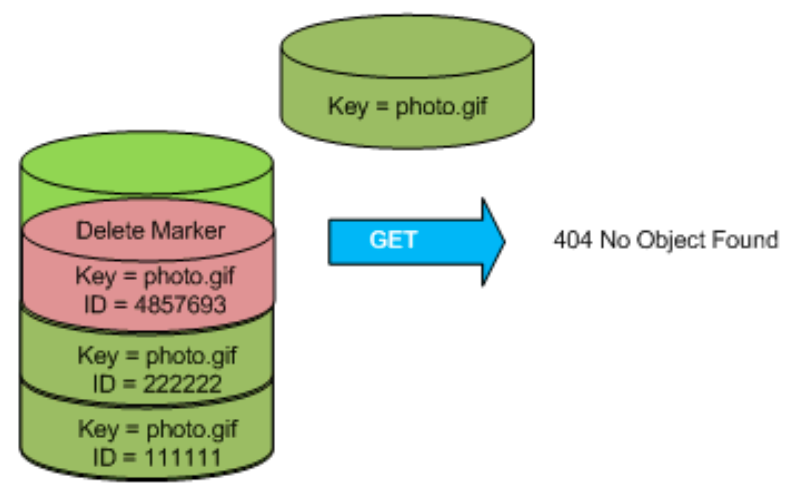 Key = photo.gif
Delete Marker
Key = photo.gif
ID = 4857693
Key = photo.gif
ID = 222222
Key = photo.gif
ID = 111111
GET
404 No Object Found